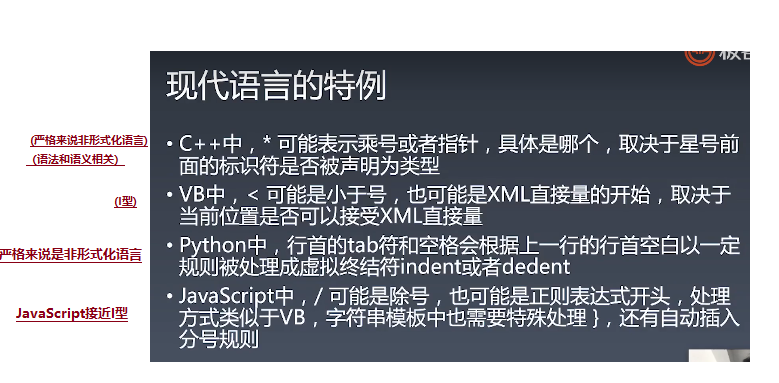 现代语言的特例
(严格来说非形式化语言)
(语法和语义相关)
• C++中，* 可能表示乘号或者指针，具体是哪个，取决于星号前
面的标识符是否被声明为类型
(I型)
• VB中，< 可能是小于号，也可能是XML直接量的开始，取决于
当前位置是否可以接受XML直接量
严格来说是非形式化语言
• Python中，行首的tab符和空格会根据上一行的行首空白以一定
规则被处理成虚拟终结符indent或者dedent
JavaScript接近I型
• JavaScript中，/ 可能是除号，也可能是正则表达式开头，处理
方式类似于VB，字符串模板中也需要特殊处理 }，还有自动插入
分号规则